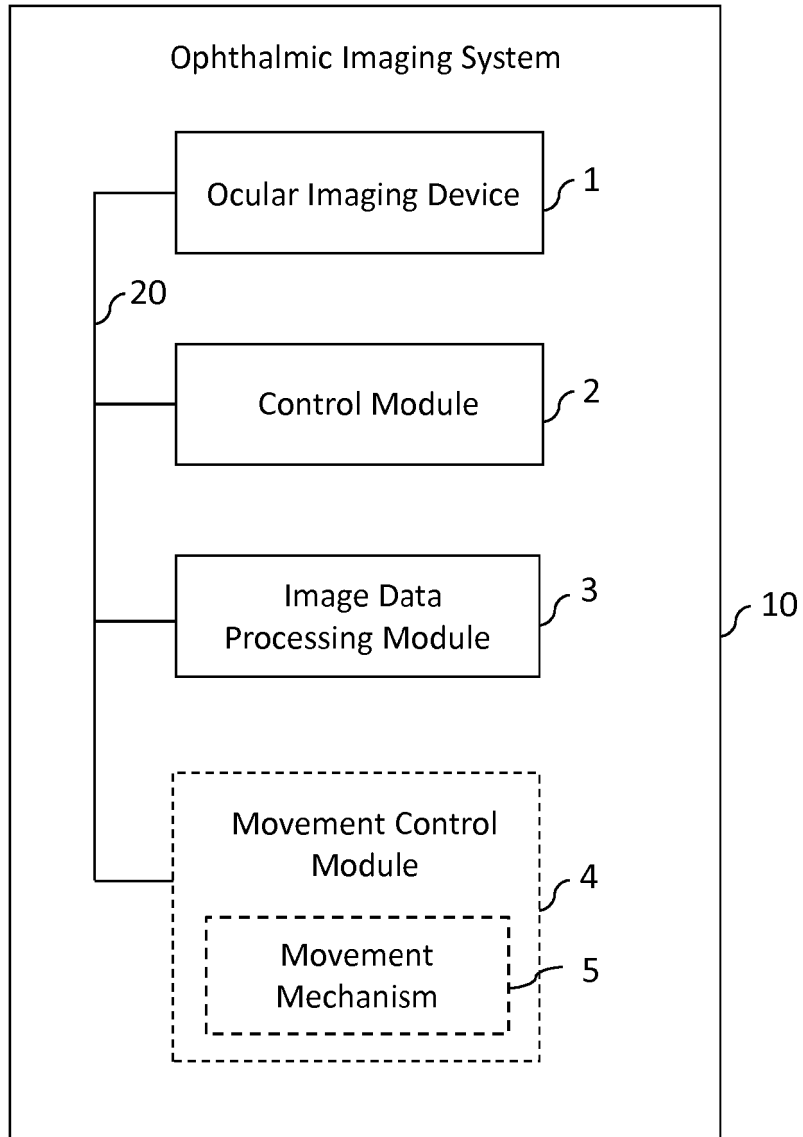 Ophthalmic Imaging System
Ocular Imaging Device
1
20
Control Module
2
Image Data
Processing Module
3
10
Movement Control
Module
4
Movement
Mechanism
5